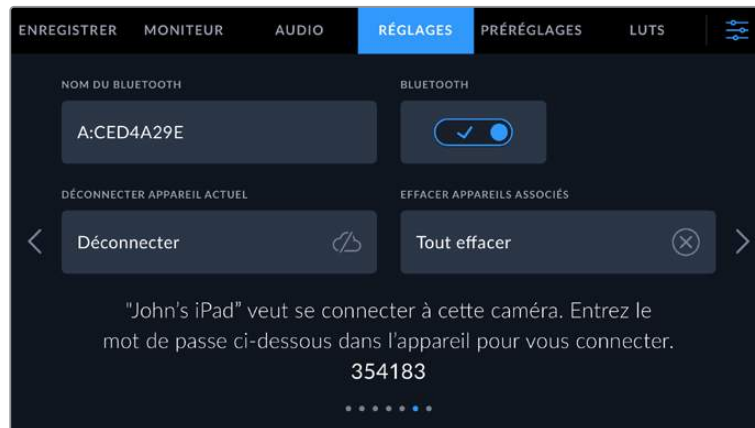 ENREGISTRER MONITEUR AUDIO RÉGLAGES PRÉRÉGLAGES LUTS
NOM DU BLUETOOTH BLUETOOTH
A:CED4A29E
DÉCONNECTER APPAREIL ACTUEL EFFACER APPAREILS ASSOCIÉS
Déconnecter Tout effacer
"John’s iPad” veut se connecter à cette caméra. Entrez le
mot de passe ci-dessous dans l’appareil pour vous connecter.
354183